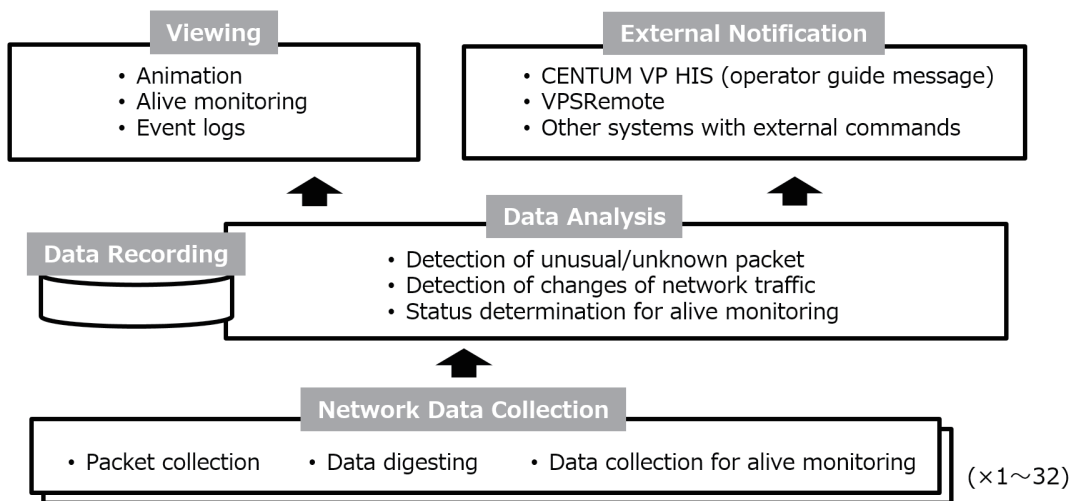 Viewing
• Animation
• Alive monitoring
• Event logs
External Notification
• CENTUM VP HIS (operator guide message)
• VPSRemote
• Other systems with external commands
Data Recording
Data Analysis
• Detection of unusual/unknown packet
• Detection of changes of network traffic
• Status determination for alive monitoring
Network Data Collection
• Packet collection • Data digesting • Data collection for alive monitoring
(×1～32)